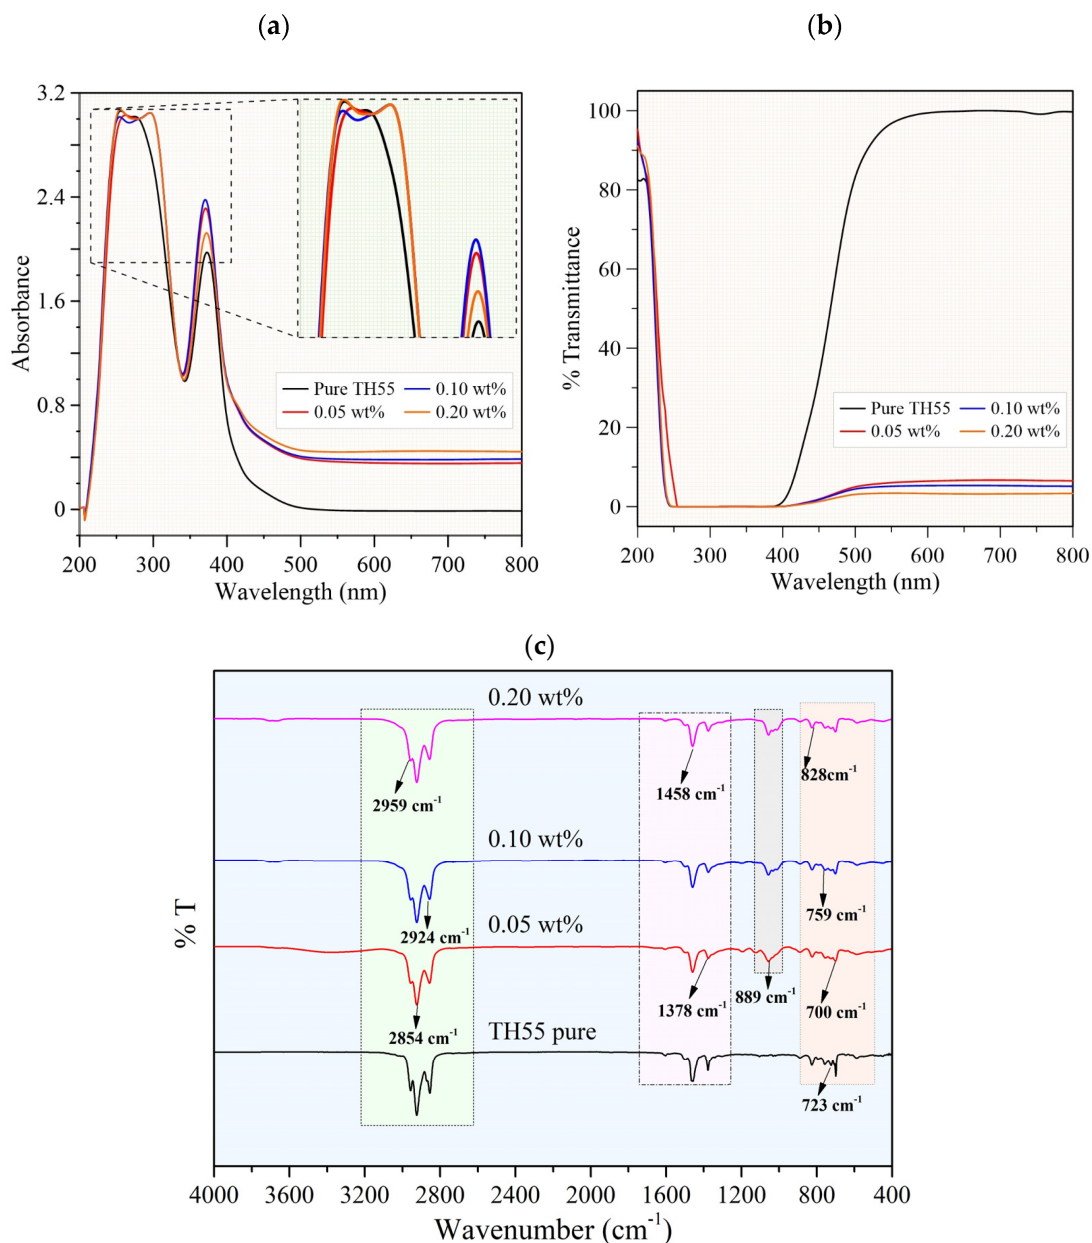 (a)
(b)
3.2
2.4
1.6
0.8
0
Absorbance
Pure TH55
0.10 wt%
0.05 wt%
0.20 wt%
200
300
400
500
600
700
800
Wavelength (nm)
100
80
60
40
20
0
% Transmittance
Pure TH55
0.10 wt%
0.05 wt%
0.20 wt%
200
300
400
500
600
700
800
Wavelength (nm)
(c)
0.20 wt%
2959 cm-1
1458 cm-1
828cm-1
0.10 wt%
2924 cm-1
759 cm-1
0.05 wt%
2854 cm-1
1378 cm-1
889 cm-1
700 cm-1
TH55 pure
723 cm-1
% T
4000
3600
3200
2800
2400
2000
1600
1200
800
400
Wavenumber (cm-1)